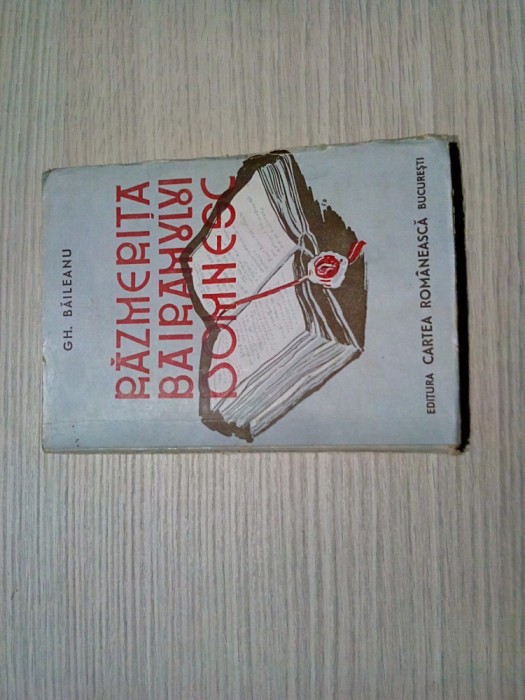 GH. BĂILEANU
RĂZMERIȚA
BAIRAMULUI
DOMNESC
EDITURA CARTEA ROMÂNEASCĂ BUCUREȘTI